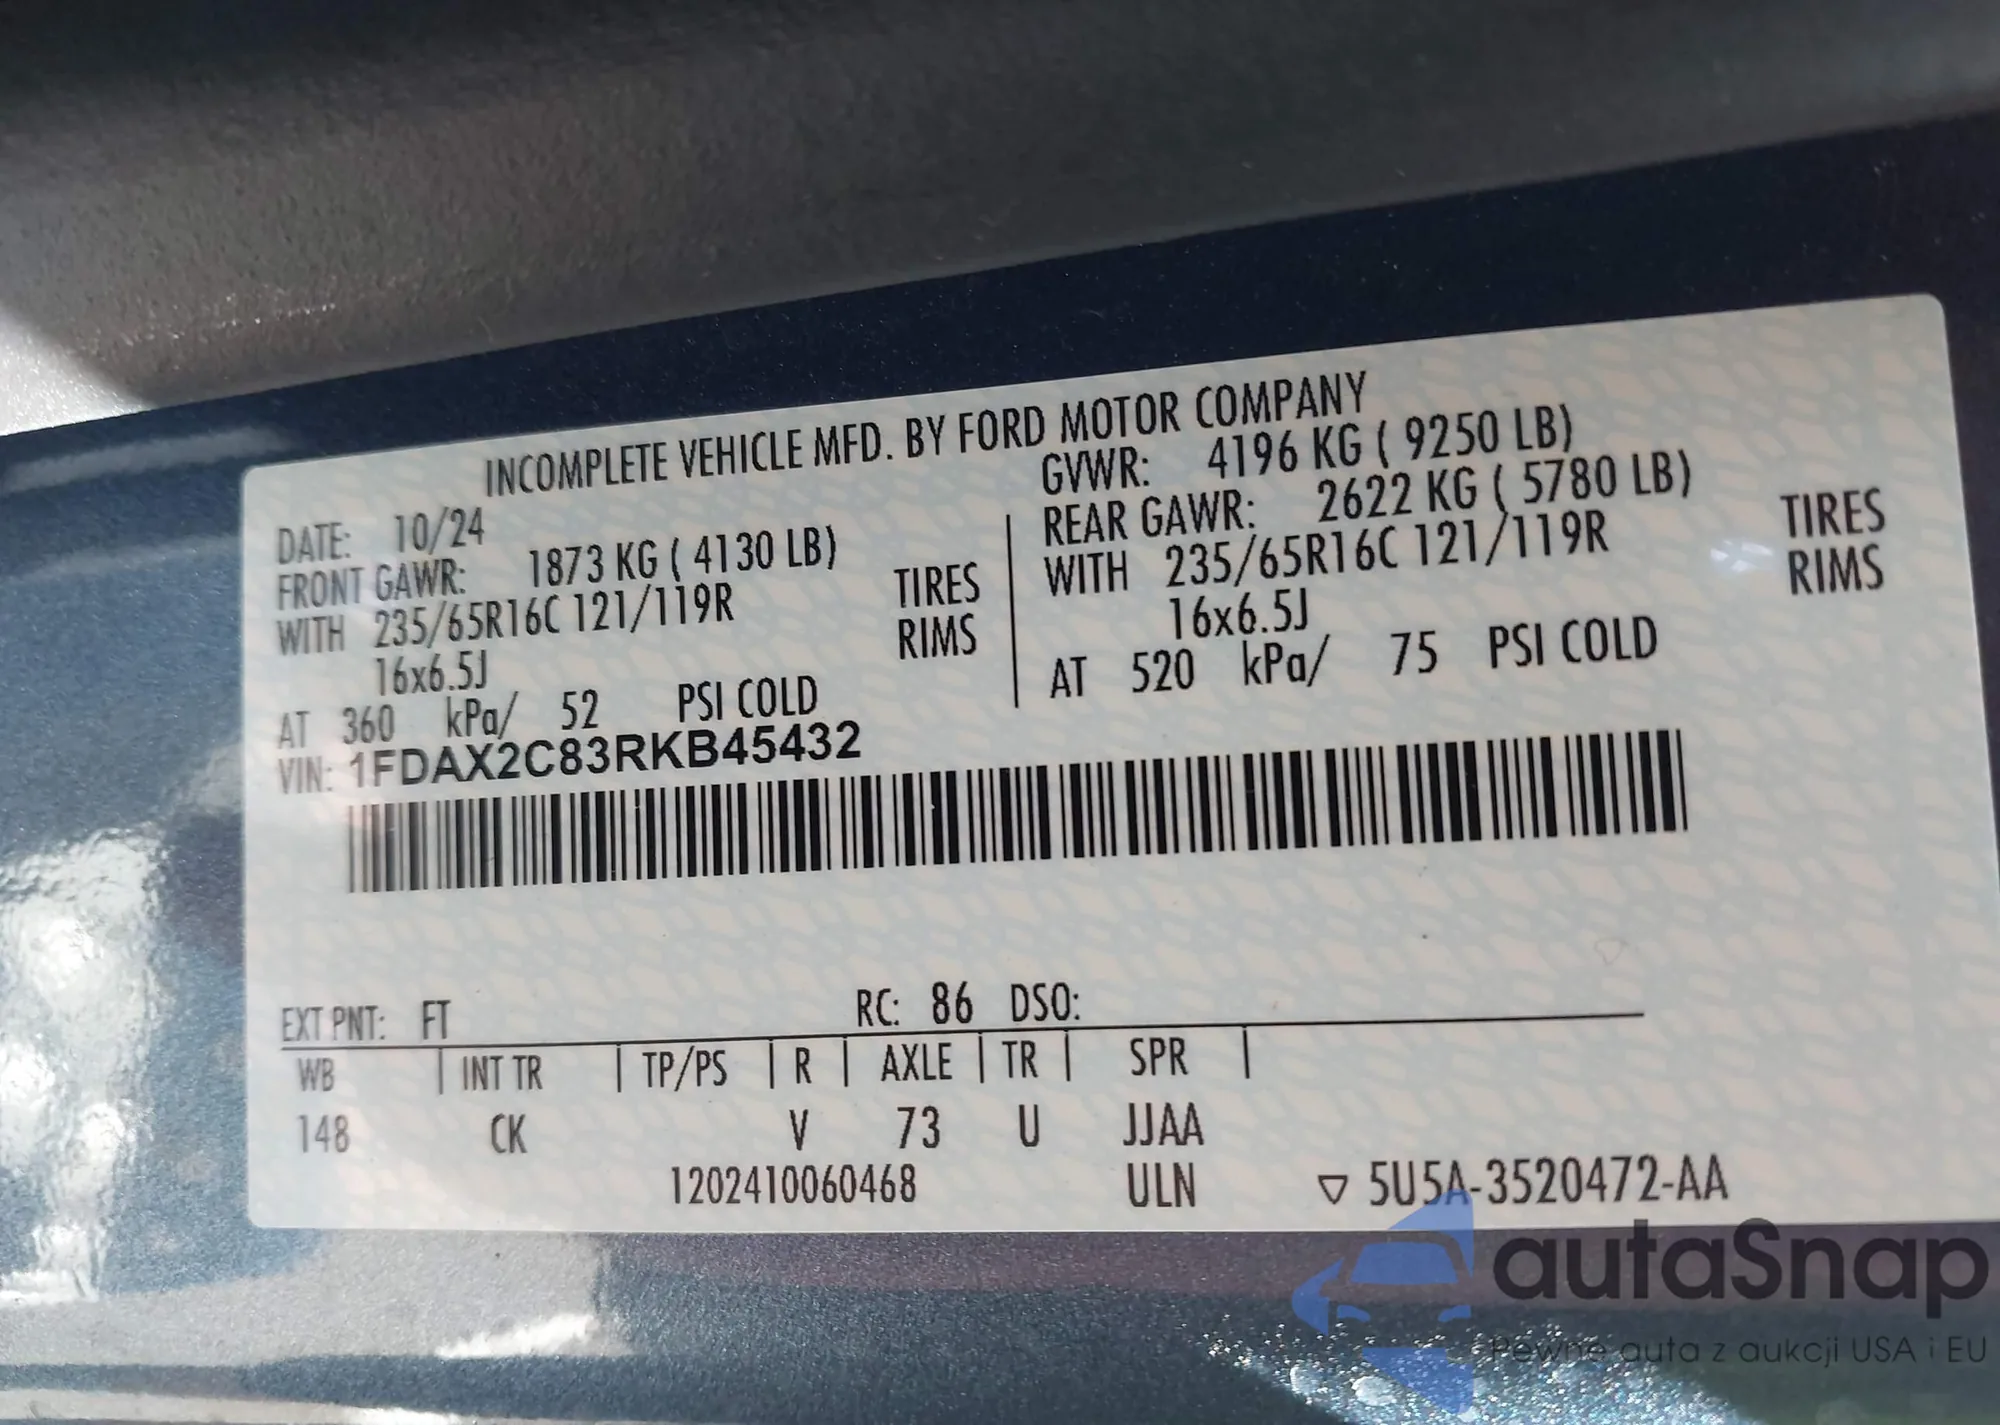 INCOMPLETE VEHICLE MFD. BY FORD MOTOR COMPANY
DATE: 10/24 GVWR: 4196 KG ( 9250 LB)
FRONT GAWR: 1873 KG ( 4130 LB) REAR GAWR: 2622 KG ( 5780 LB)
WITH 235/65R16C 121/119R TIRES WITH 235/65R16C 121/119R TIRES
16x6.5J RIMS 16x6.5J RIMS
AT 360 kPa/ 52 PSI COLD AT 520 kPa/ 75 PSI COLD
VIN: 1FDAX2C83RKB45432
EXT PNT: FT RC: 86 DSO:
WB INT TR TP/PS R AXLE TR SPR
148 CK V 73 U JJAA
1202410060468 ULN ▽ 5U5A-3520472-AA
autaSnap
Pewne auta z aukcji USA i EU